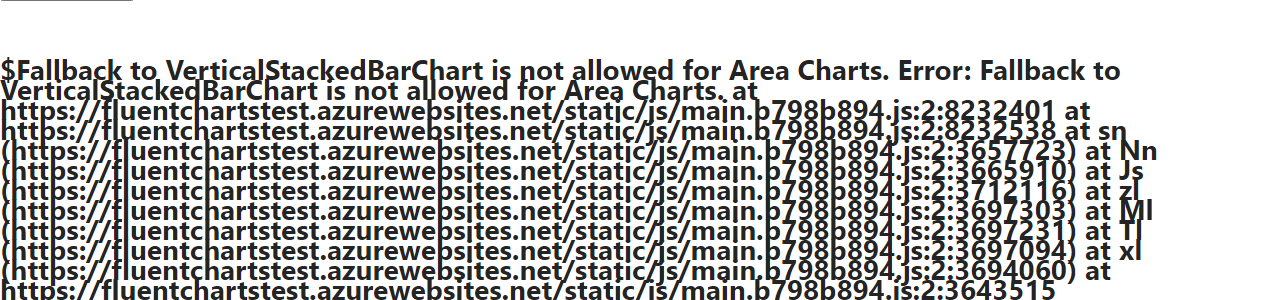 $Fallback to VerticalStackedBarChart is not allowed for Area Charts. Error: Fallback to
VerticalStackedBarChart is not allowed for Area Charts. at
https://fluentchartstest.azurewebsites.net/static/js/main.b798b894.js:2:8232401 at
https://fluentchartstest.azurewebsites.net/static/js/main.b798b894.js:2:8232538 at sn
(https://fluentchartstest.azurewebsites.net/static/js/main.b798b894.js:2:3657723) at Nn
(https://fluentchartstest.azurewebsites.net/static/js/main.b798b894.js:2:3665910) at Js
(https://fluentchartstest.azurewebsites.net/static/js/main.b798b894.js:2:3712116) at zl
(https://fluentchartstest.azurewebsites.net/static/js/main.b798b894.js:2:3697303) at Ml
(https://fluentchartstest.azurewebsites.net/static/js/main.b798b894.js:2:3697231) at Tl
(https://fluentchartstest.azurewebsites.net/static/js/main.b798b894.js:2:3697094) at xl
(https://fluentchartstest.azurewebsites.net/static/js/main.b798b894.js:2:3694060) at
https://fluentchartstest.azurewebsites.net/static/js/main.b798b894.js:2:3643515